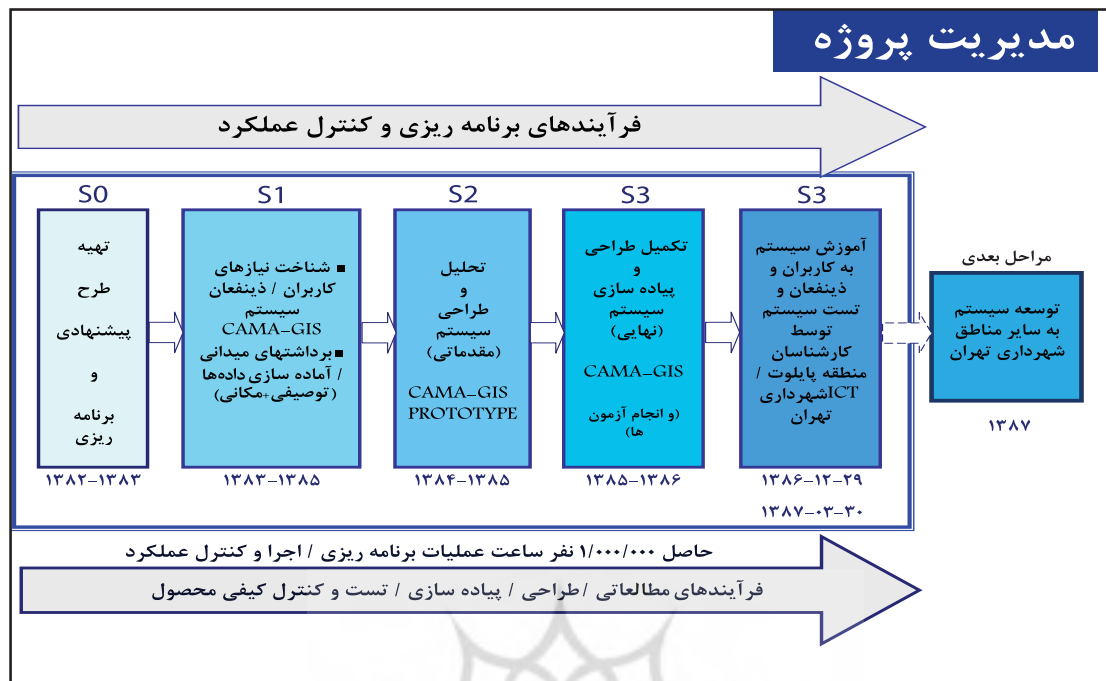 مدیریت پروژه
فرآیندهای برنامه ریزی و کنترل عملکرد
S0
تهیه
طرح
پیشنهادی
و
برنامه
ریزی
۱۳۸۲-۱۳۸۳
S1
■ شناخت نیازهای
کاربران / ذینفعان
سیستم
CAMA-GIS
■ برداشتهای میدانی
/ آماده سازی داده‌ها
(توصیفی+مکانی)
۱۳۸۳-۱۳۸۵
S2
تحلیل
و
طراحی
سیستم
(مقدماتی)
CAMA-GIS
PROTOTYPE
۱۳۸۴-۱۳۸۵
S3
تکمیل طراحی
و
پیاده سازی
سیستم
(نهایی)
CAMA-GIS
(و انجام آزمون
ها)
۱۳۸۵-۱۳۸۶
S3
آموزش سیستم
به کاربران و
ذینفعان و
تست سیستم
توسط
کارشناسان
منطقه پایلوت /
ICTشهرداری
تهران
۱۳۸۶-۱۲-۲۹
۱۳۸۷-۰۳-۳۰
مراحل بعدی
توسعه سیستم
به سایر مناطق
شهرداری تهران
۱۳۸۷
حاصل ۱/۰۰۰/۰۰۰ نفر ساعت عملیات برنامه ریزی / اجرا و کنترل عملکرد
فرآیندهای مطالعاتی / طراحی / پیاده سازی / تست و کنترل کیفی محصول